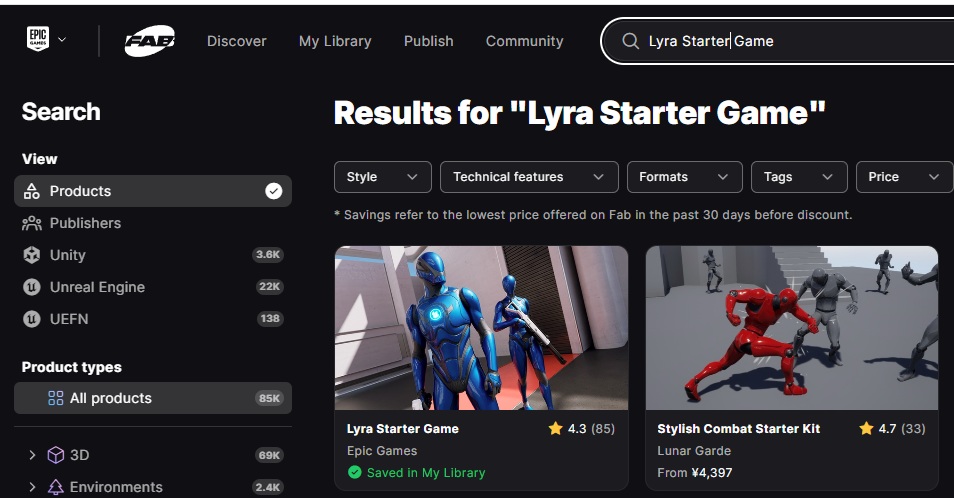 EPIC GAMES
FAB
Discover
My Library
Publish
Community
Lyra Starter Game
Search
View
Products
Publishers
Unity 3.6K
Unreal Engine 22K
UEFN 138
Product types
All products 85K
3D 69K
Environments 2.4K
Results for "Lyra Starter Game"
Style
Technical features
Formats
Tags
Price
* Savings refer to the lowest price offered on Fab in the past 30 days before discount.
Lyra Starter Game 4.3 (85)
Epic Games
Saved in My Library
Stylish Combat Starter Kit 4.7 (33)
Lunar Garde
From ¥4,397